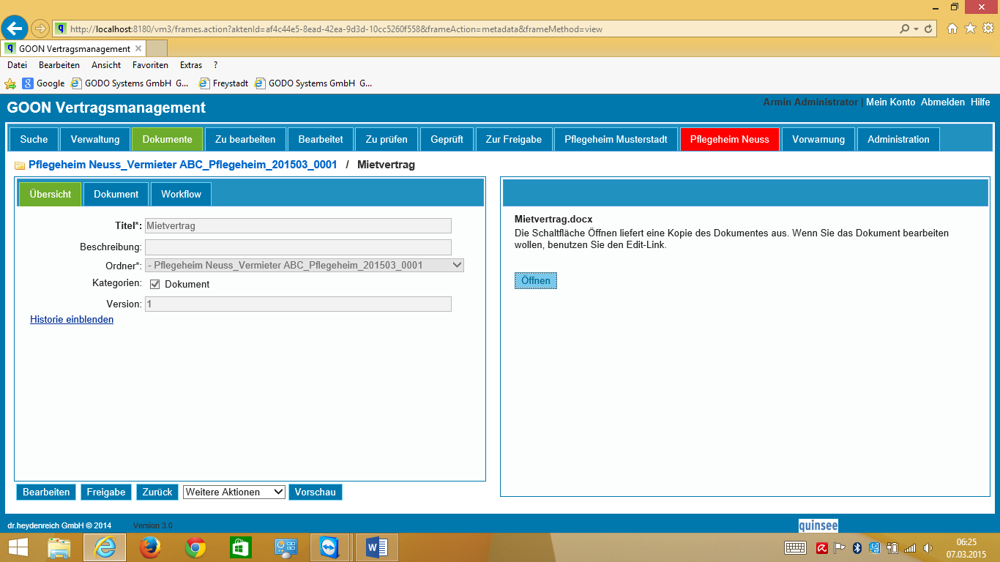 http://localhost:8180/vm3/frames.action?aktenId=af4c44e5-8ead-42ea-9d3d-10cc5260f558&frameAction=metadata&frameMethod=view
GOON Vertragsmanagement
Datei Bearbeiten Ansicht Favoriten Extras ?
Google GODO Systems GmbH G... Freystadt GODO Systems GmbH G...
GOON Vertragsmanagement
Armin Administrator | Mein Konto Abmelden Hilfe
Suche Verwaltung Dokumente Zu bearbeiten Bearbeitet Zu prüfen Geprüft Zur Freigabe Pflegeheim Musterstadt Pflegeheim Neuss Vorwarnung Administration
Pflegeheim Neuss_Vermieter ABC_Pflegeheim_201503_0001 / Mietvertrag
Übersicht Dokument Workflow
Titel*: Mietvertrag
Beschreibung:
Ordner*: - Pflegeheim Neuss_Vermieter ABC_Pflegeheim_201503_0001
Kategorien: Dokument
Version: 1
Historie einblenden
Mietvertrag.docx
Die Schaltfläche Öffnen liefert eine Kopie des Dokumentes aus. Wenn Sie das Dokument bearbeiten
wollen, benutzen Sie den Edit-Link.
Öffnen
Bearbeiten Freigabe Zurück Weitere Aktionen Vorschau
dr.heydenreich GmbH © 2014 Version 3.0
quinsee
06:25
07.03.2015